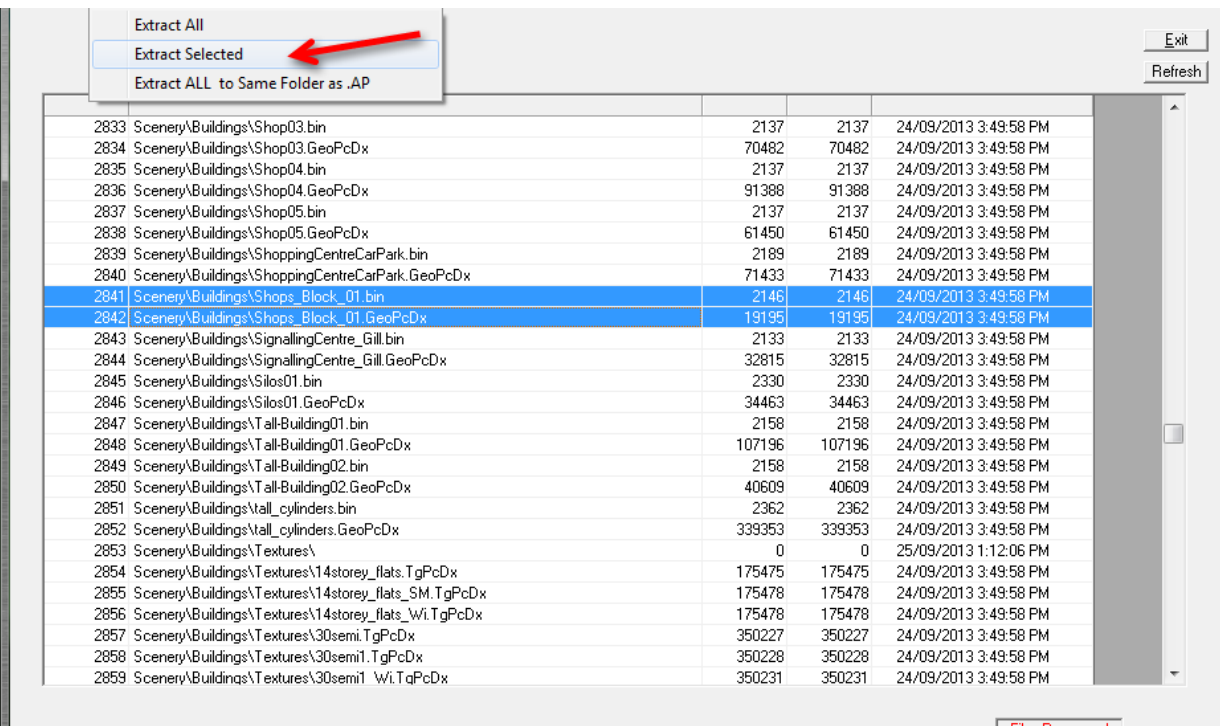 Extract All
Extract Selected
Extract ALL to Same Folder as .AP
Exit
Refresh
2833 Scenery\Buildings\Shop03.bin 2137 2137 24/09/2013 3:49:58 PM
2834 Scenery\Buildings\Shop03.GeoPcDx 70482 70482 24/09/2013 3:49:58 PM
2835 Scenery\Buildings\Shop04.bin 2137 2137 24/09/2013 3:49:58 PM
2836 Scenery\Buildings\Shop04.GeoPcDx 91388 91388 24/09/2013 3:49:58 PM
2837 Scenery\Buildings\Shop05.bin 2137 2137 24/09/2013 3:49:58 PM
2838 Scenery\Buildings\Shop05.GeoPcDx 61450 61450 24/09/2013 3:49:58 PM
2839 Scenery\Buildings\ShoppingCentreCarPark.bin 2189 2189 24/09/2013 3:49:58 PM
2840 Scenery\Buildings\ShoppingCentreCarPark.GeoPcDx 71433 71433 24/09/2013 3:49:58 PM
2841 Scenery\Buildings\Shops_Block_01.bin 2146 2146 24/09/2013 3:49:58 PM
2842 Scenery\Buildings\Shops_Block_01.GeoPcDx 19195 19195 24/09/2013 3:49:58 PM
2843 Scenery\Buildings\SignallingCentre_Gill.bin 2133 2133 24/09/2013 3:49:58 PM
2844 Scenery\Buildings\SignallingCentre_Gill.GeoPcDx 32815 32815 24/09/2013 3:49:58 PM
2845 Scenery\Buildings\Silos01.bin 2330 2330 24/09/2013 3:49:58 PM
2846 Scenery\Buildings\Silos01.GeoPcDx 34463 34463 24/09/2013 3:49:58 PM
2847 Scenery\Buildings\Tall-Building01.bin 2158 2158 24/09/2013 3:49:58 PM
2848 Scenery\Buildings\Tall-Building01.GeoPcDx 107196 107196 24/09/2013 3:49:58 PM
2849 Scenery\Buildings\Tall-Building02.bin 2158 2158 24/09/2013 3:49:58 PM
2850 Scenery\Buildings\Tall-Building02.GeoPcDx 40609 40609 24/09/2013 3:49:58 PM
2851 Scenery\Buildings\tall_cylinders.bin 2362 2362 24/09/2013 3:49:58 PM
2852 Scenery\Buildings\tall_cylinders.GeoPcDx 339353 339353 24/09/2013 3:49:58 PM
2853 Scenery\Buildings\Textures\ 0 0 25/09/2013 1:12:06 PM
2854 Scenery\Buildings\Textures\14storey_flats.TgPcDx 175475 175475 24/09/2013 3:49:58 PM
2855 Scenery\Buildings\Textures\14storey_flats_SM.TgPcDx 175478 175478 24/09/2013 3:49:58 PM
2856 Scenery\Buildings\Textures\14storey_flats_Wi.TgPcDx 175478 175478 24/09/2013 3:49:58 PM
2857 Scenery\Buildings\Textures\30semi.TgPcDx 350227 350227 24/09/2013 3:49:58 PM
2858 Scenery\Buildings\Textures\30semi1.TgPcDx 350228 350228 24/09/2013 3:49:58 PM
2859 Scenery\Buildings\Textures\30semi1_Wi.TgPcDx 350231 350231 24/09/2013 3:49:58 PM